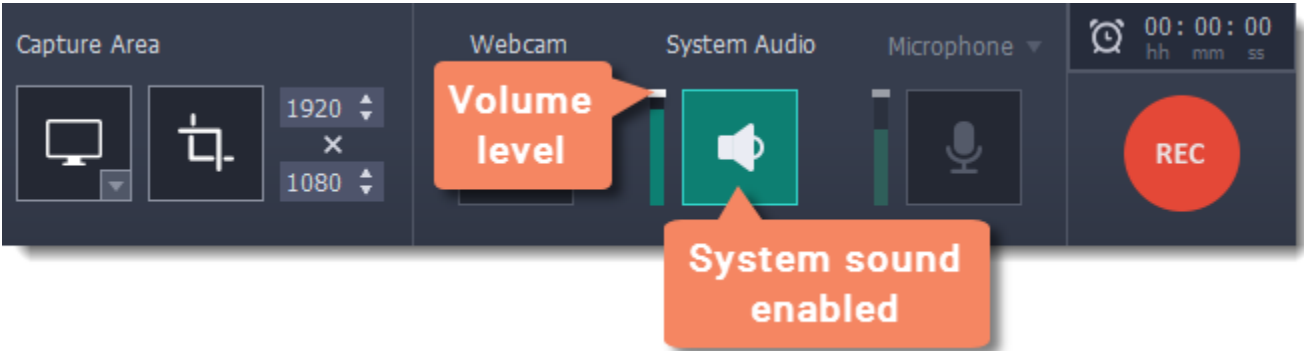 Capture Area
1920
×
1080
Webcam
System Audio
Microphone
00: 00: 00
hh mm ss
REC
Volume
level
System sound
enabled